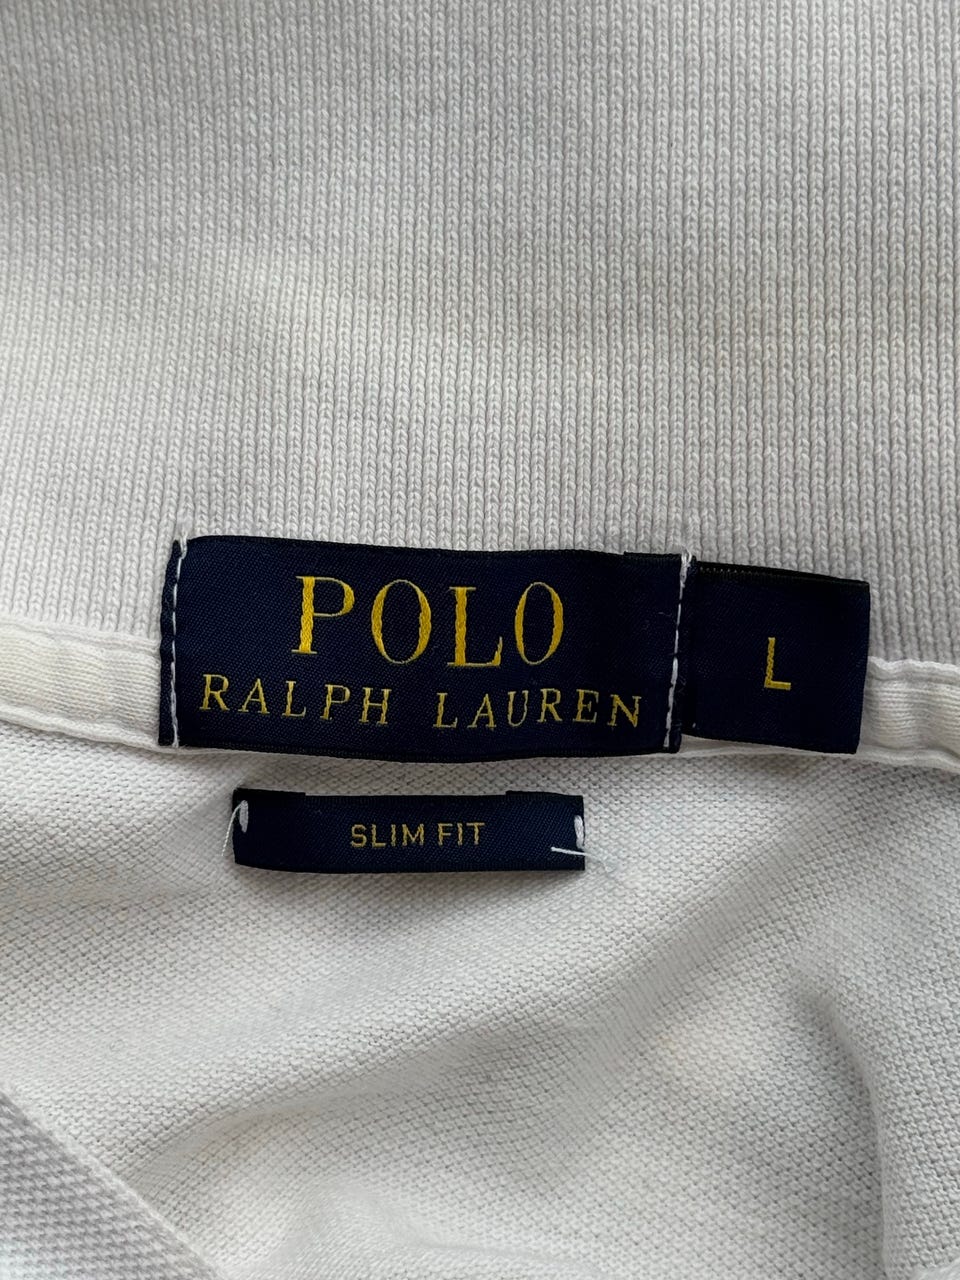 POLO
RALPH LAUREN
L
SLIM FIT